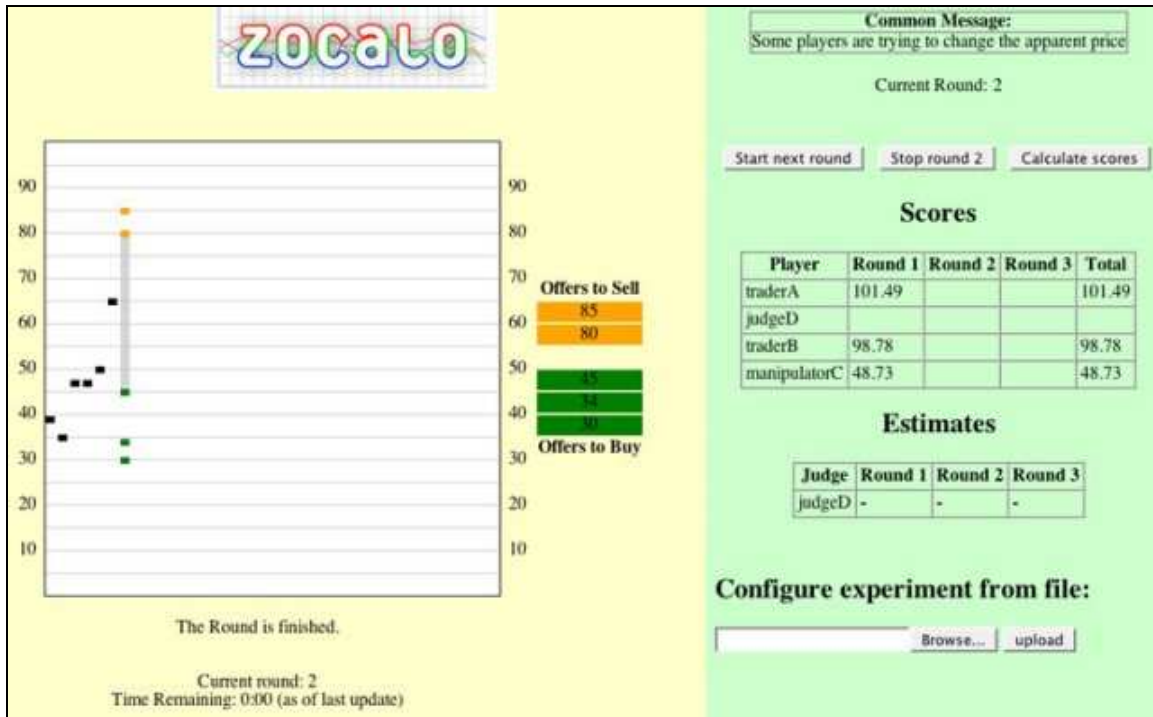 zocalo
90 90
80 80
70 70
60 60
50 50
40 40
30 30
20 20
10 10
Offers to Sell
85
80
45
34
30
Offers to Buy
The Round is finished.
Current round: 2
Time Remaining: 0:00 (as of last update)
Common Message:
Some players are trying to change the apparent price
Current Round: 2
Start next round Stop round 2 Calculate scores
Scores
Player Round 1 Round 2 Round 3 Total
traderA 101.49 101.49
judgeD
traderB 98.78 98.78
manipulatorC 48.73 48.73
Estimates
Judge Round 1 Round 2 Round 3
judgeD - - -
Configure experiment from file:
Browse... upload